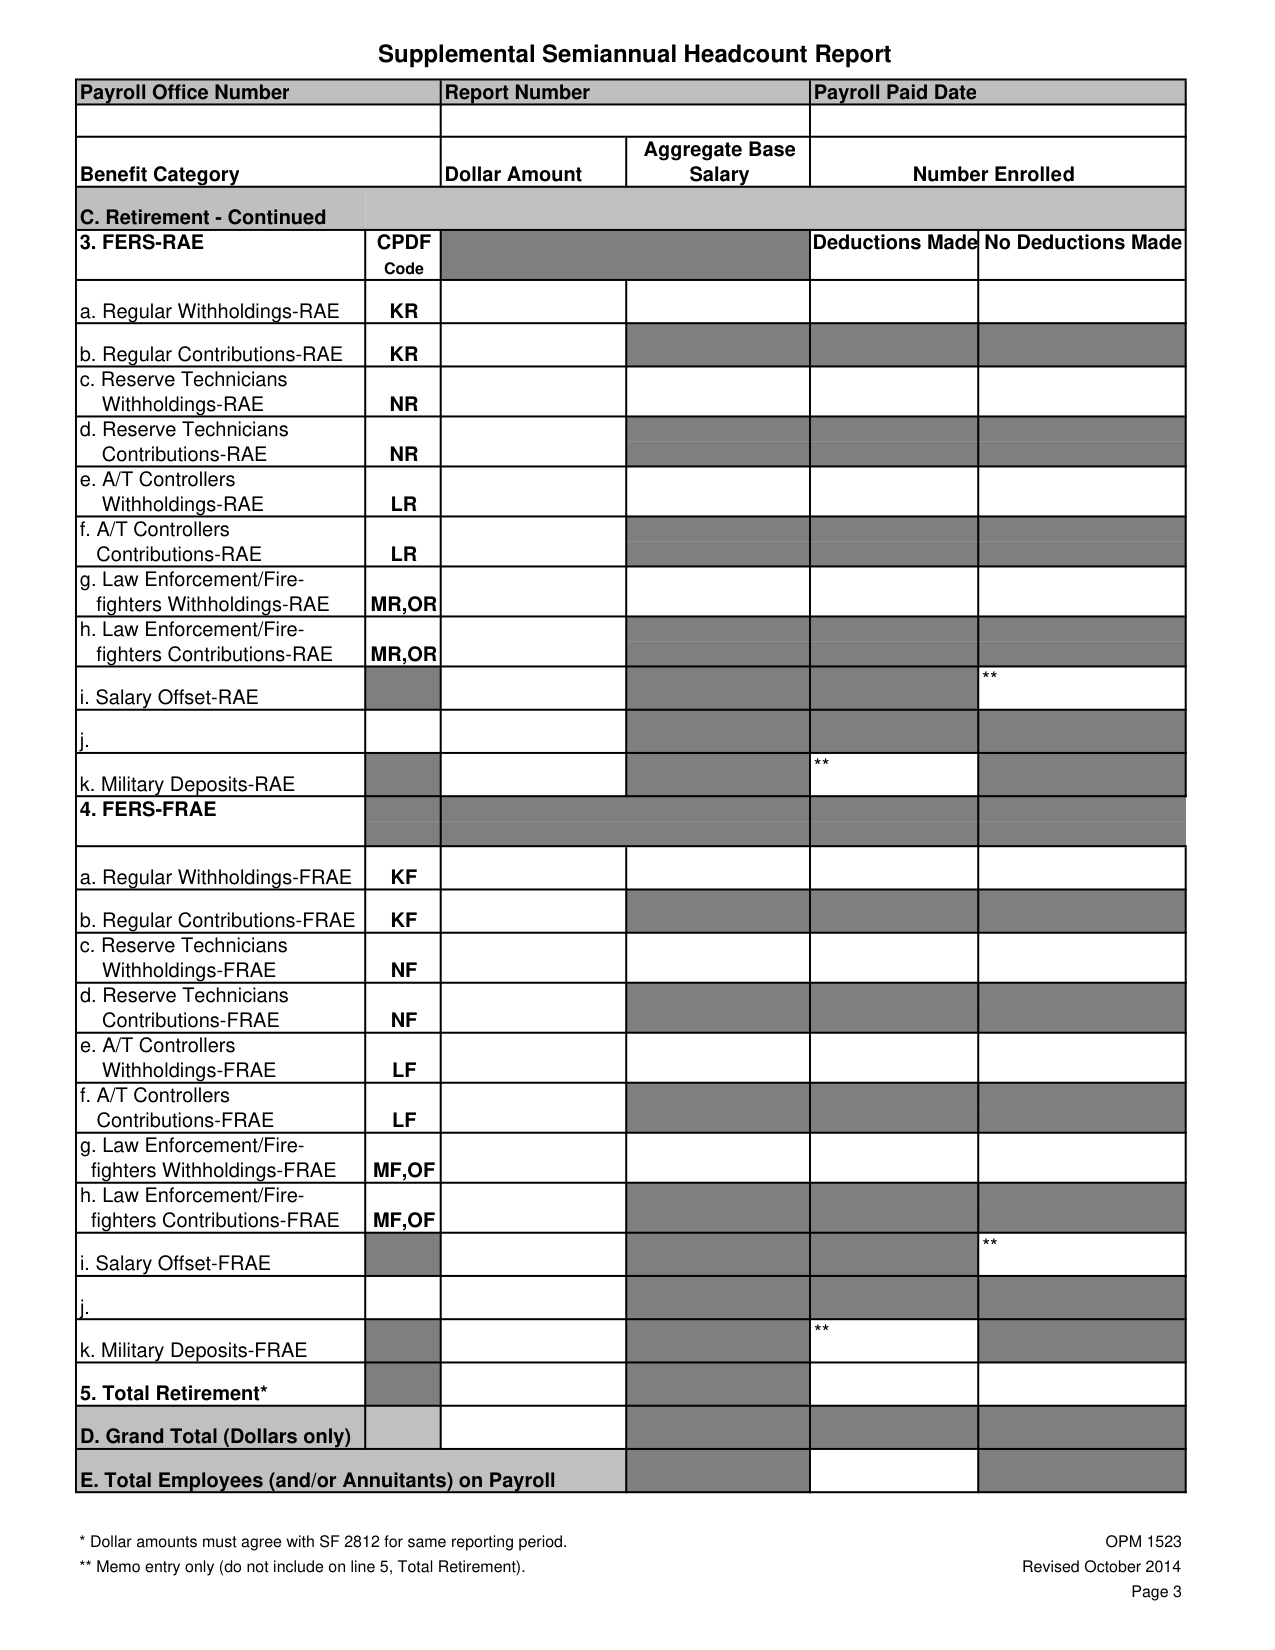 Supplemental Semiannual Headcount Report
Payroll Office Number Report Number Payroll Paid Date
Aggregate Base
Benefit Category Dollar Amount Salary Number Enrolled
C. Retirement - Continued
3. FERS-RAE CPDF Deductions Made No Deductions Made
Code
a. Regular Withholdings-RAE KR
b. Regular Contributions-RAE KR
c. Reserve Technicians
Withholdings-RAE NR
d. Reserve Technicians
Contributions-RAE NR
e. A/T Controllers
Withholdings-RAE LR
f. A/T Controllers
Contributions-RAE LR
g. Law Enforcement/Fire-
fighters Withholdings-RAE MR,OR
h. Law Enforcement/Fire-
fighters Contributions-RAE MR,OR
**
i. Salary Offset-RAE
j.
**
k. Military Deposits-RAE
4. FERS-FRAE
a. Regular Withholdings-FRAE KF
b. Regular Contributions-FRAE KF
c. Reserve Technicians
Withholdings-FRAE NF
d. Reserve Technicians
Contributions-FRAE NF
e. A/T Controllers
Withholdings-FRAE LF
f. A/T Controllers
Contributions-FRAE LF
g. Law Enforcement/Fire-
fighters Withholdings-FRAE MF,OF
h. Law Enforcement/Fire-
fighters Contributions-FRAE MF,OF
**
i. Salary Offset-FRAE
j.
**
k. Military Deposits-FRAE
5. Total Retirement*
D. Grand Total (Dollars only)
E. Total Employees (and/or Annuitants) on Payroll
* Dollar amounts must agree with SF 2812 for same reporting period. OPM 1523
** Memo entry only (do not include on line 5, Total Retirement). Revised October 2014
Page 3